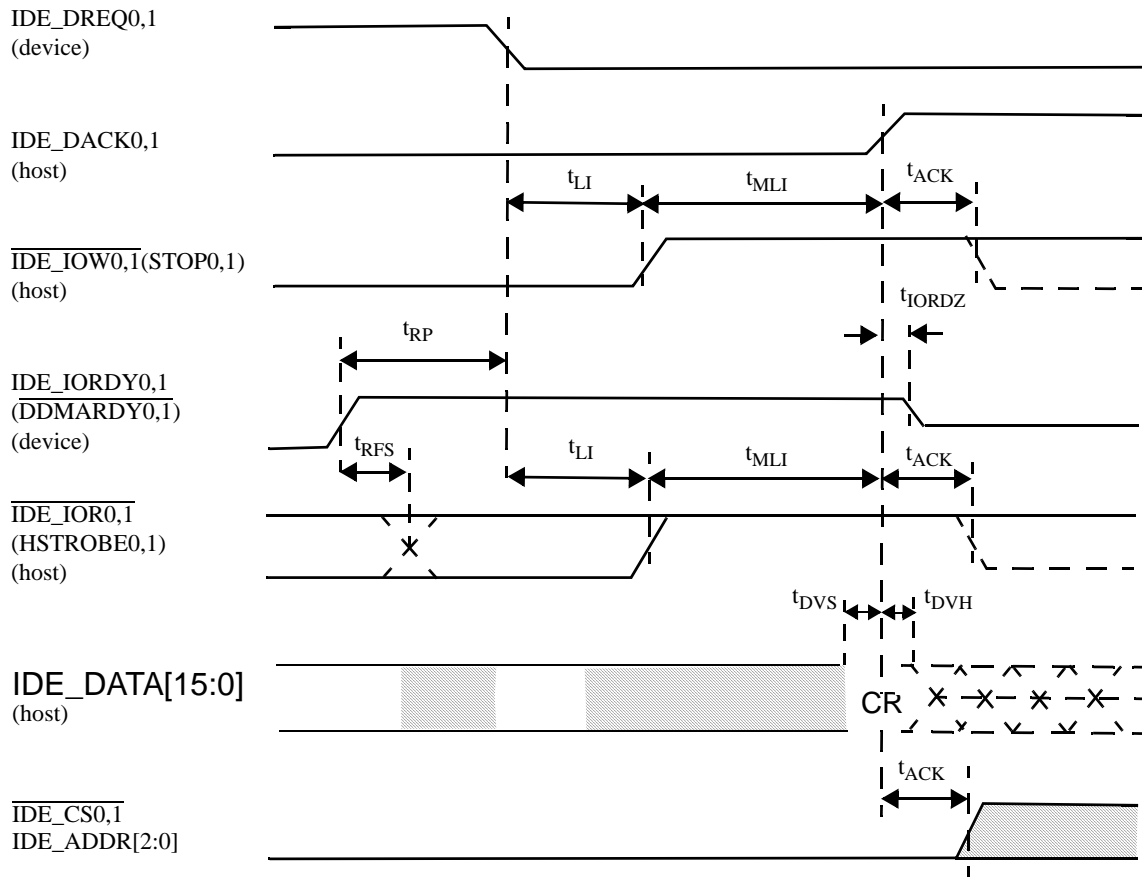 IDE_DREQ0,1
(device)
IDE_DACK0,1
(host)
tLI
tMLI
tACK
IDE_IOW0,1(STOP0,1)
(host)
tIORDZ
tRP
IDE_IORDY0,1
(DDMARDY0,1)
(device)
tRFS
tLI
tMLI
tACK
IDE_IOR0,1
(HSTROBE0,1)
(host)
tDVS
tDVH
IDE_DATA[15:0]
(host)
CR
tACK
IDE_CS0,1
IDE_ADDR[2:0]